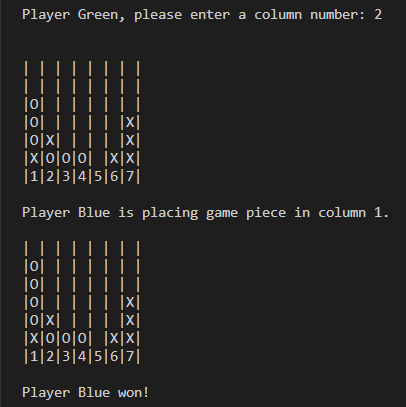 Player Green, please enter a column number: 2
| | | | | | | |
| | | | | | | |
|O| | | | | | |
|O| | | | | |X|
|O|X| | | | |X|
|X|O|O|O| |X|X|
|1|2|3|4|5|6|7|
Player Blue is placing game piece in column 1.
| | | | | | | |
|O| | | | | | |
|O| | | | | | |
|O| | | | | |X|
|O|X| | | | |X|
|X|O|O|O| |X|X|
|1|2|3|4|5|6|7|
Player Blue won!